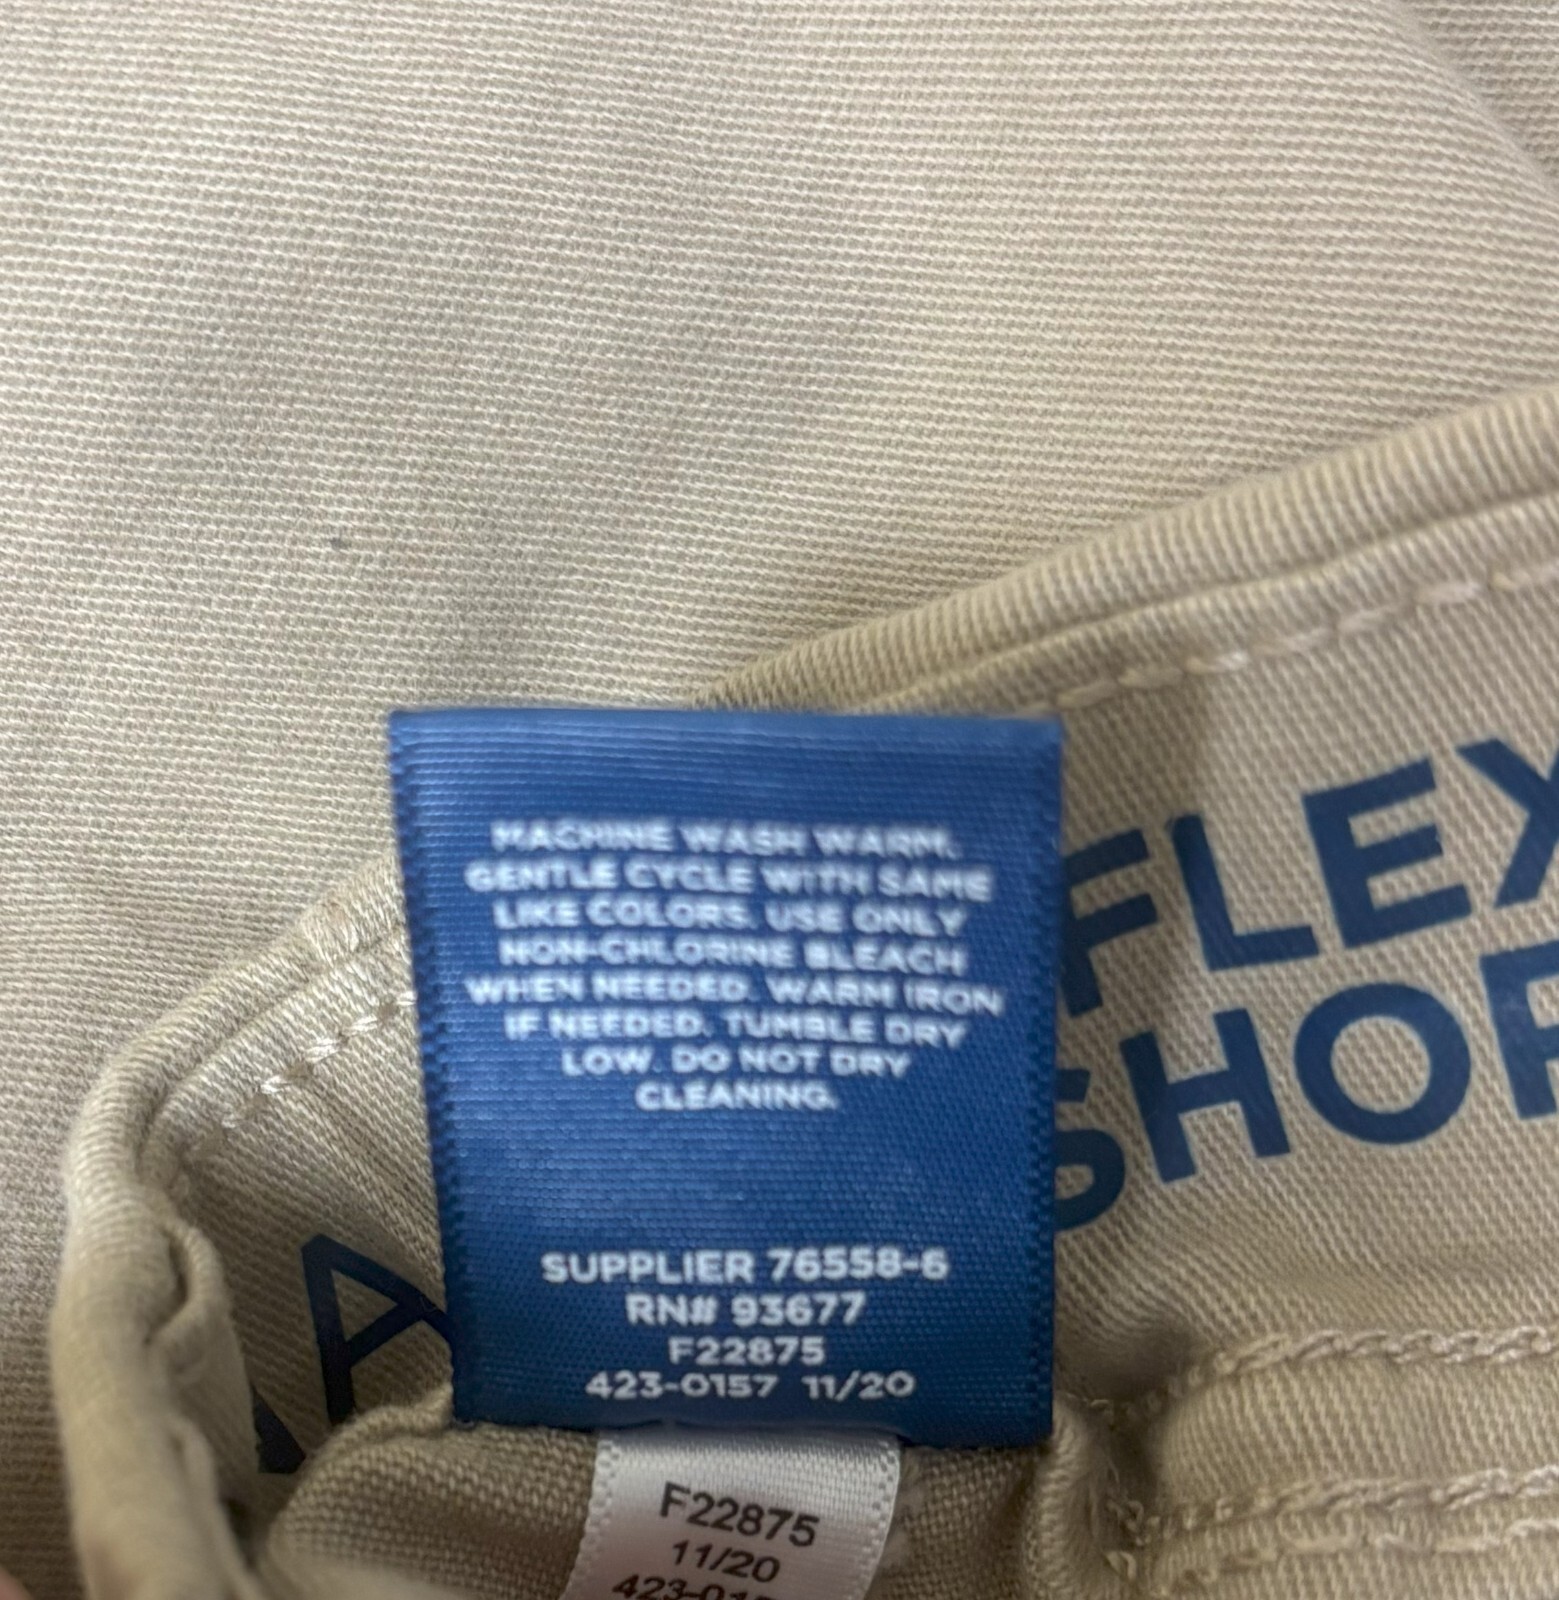 MACHINE WASH WARM.
GENTLE CYCLE WITH SAME
LIKE COLORS. USE ONLY
NON-CHLORINE BLEACH
WHEN NEEDED. WARM IRON
IF NEEDED. TUMBLE DRY
LOW. DO NOT DRY
CLEANING.
SUPPLIER 76558-6
RN# 93677
F22875
423-0157 11/20
FLEX
SHOR
A
F22875
11/20